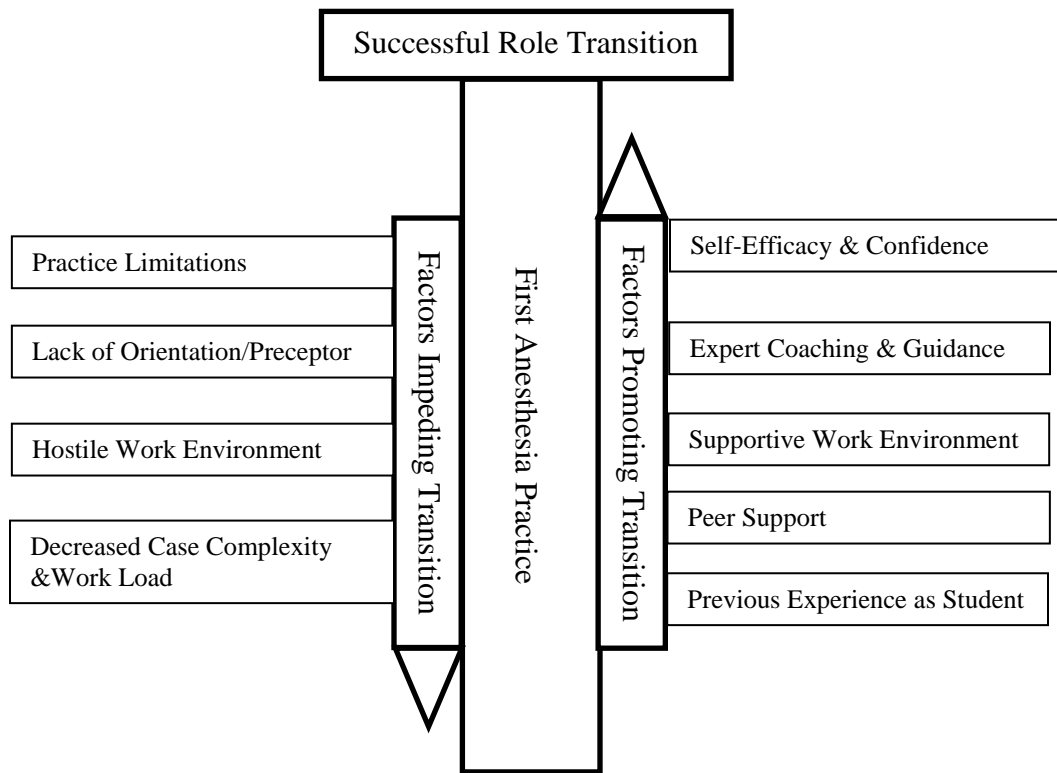 Successful Role Transition
Practice Limitations
Lack of Orientation/Preceptor
Hostile Work Environment
Decreased Case Complexity
&Work Load
Factors Impeding Transition
First Anesthesia Practice
Factors Promoting Transition
Self-Efficacy & Confidence
Expert Coaching & Guidance
Supportive Work Environment
Peer Support
Previous Experience as Student